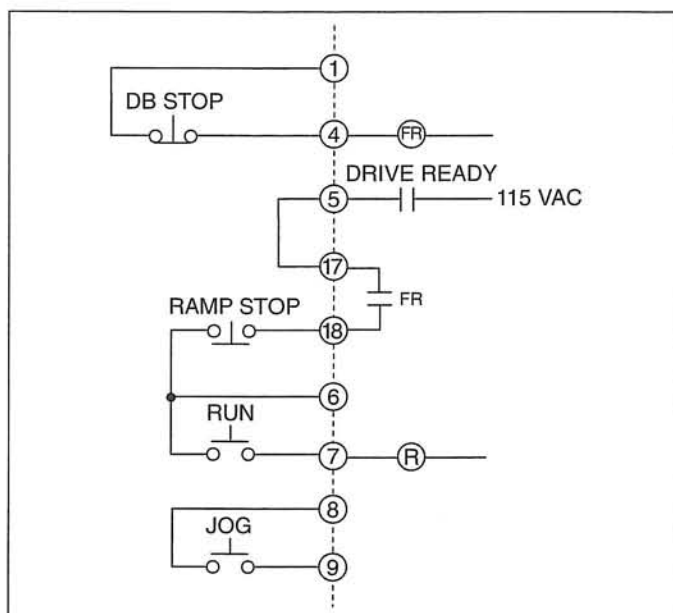 1
DB STOP
4 FR
DRIVE READY
5 115 VAC
17
FR
RAMP STOP
18
6
RUN
7 R
8
JOG
9